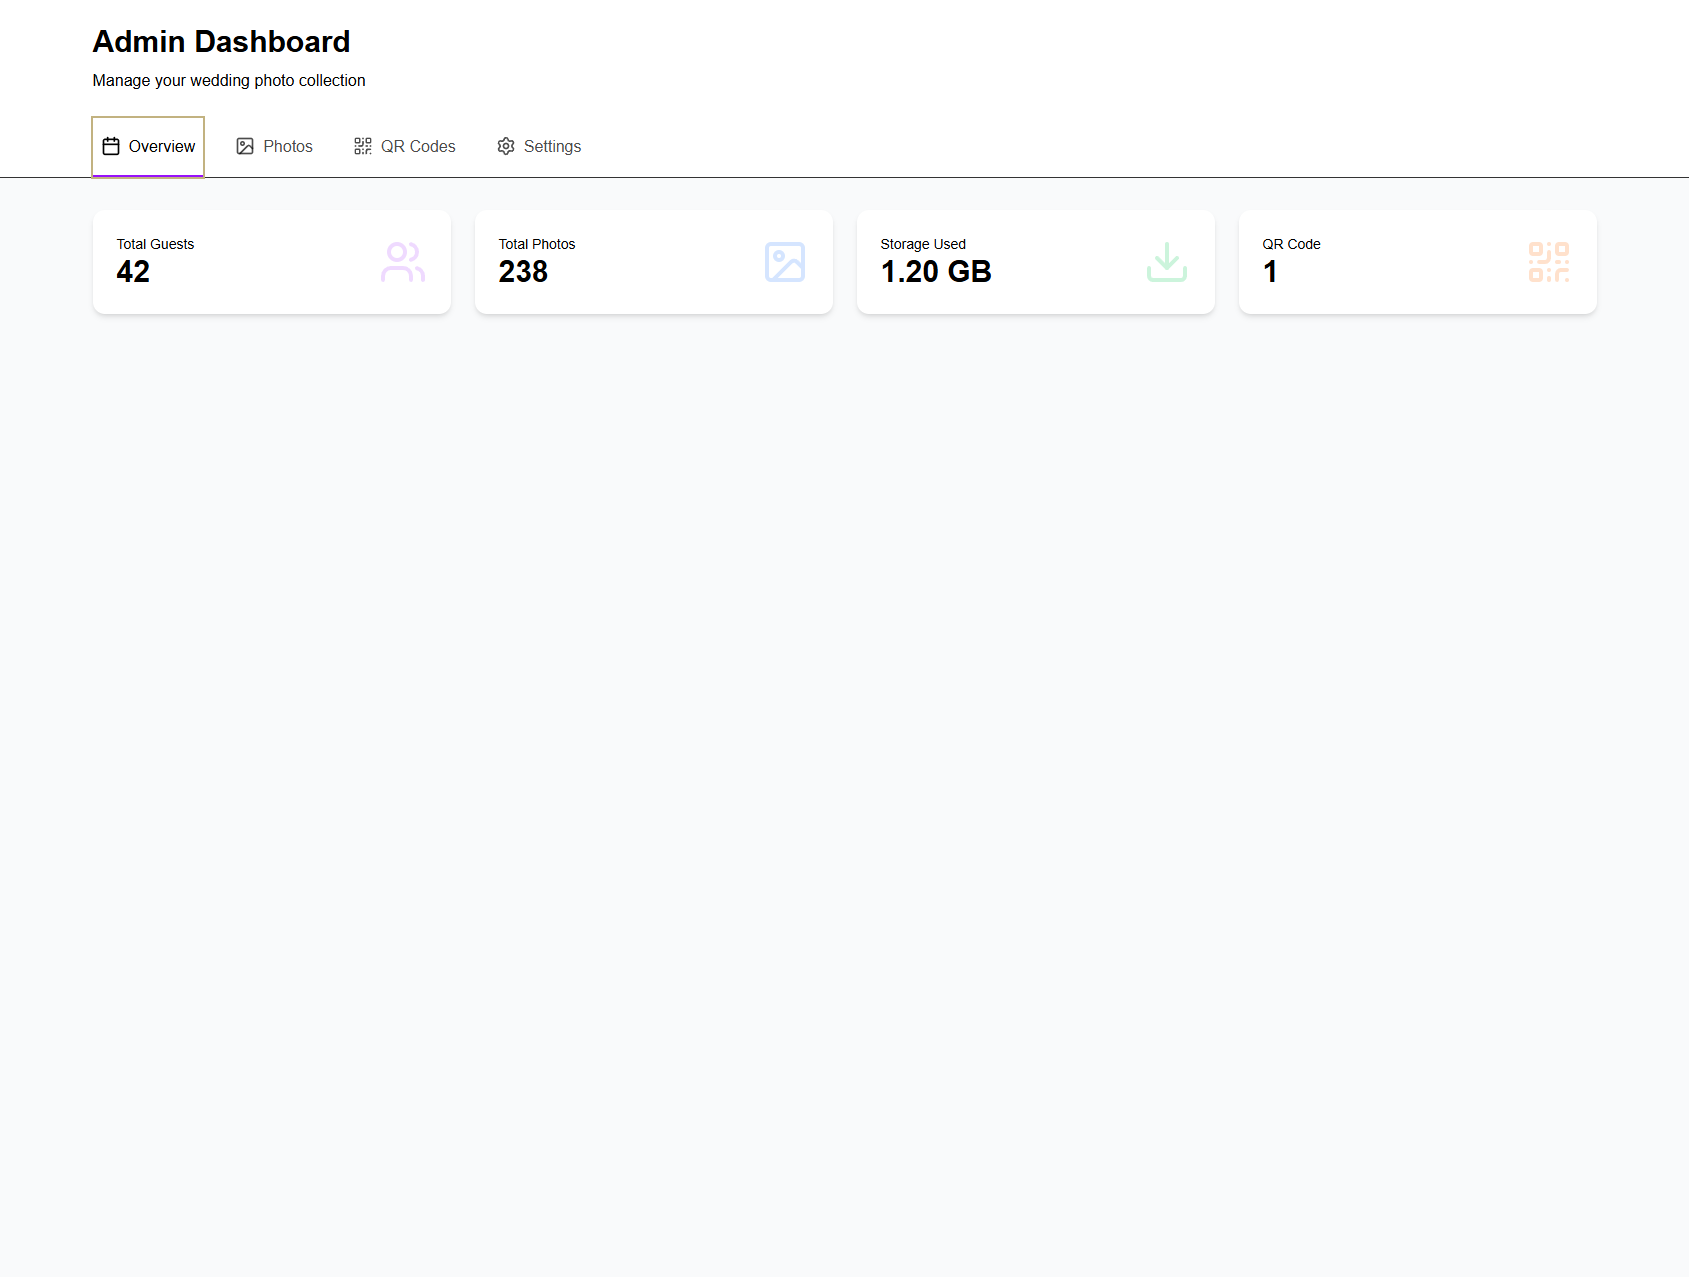 Admin Dashboard
Manage your wedding photo collection
Overview
Photos
QR Codes
Settings
Total Guests
42
Total Photos
238
Storage Used
1.20 GB
QR Code
1